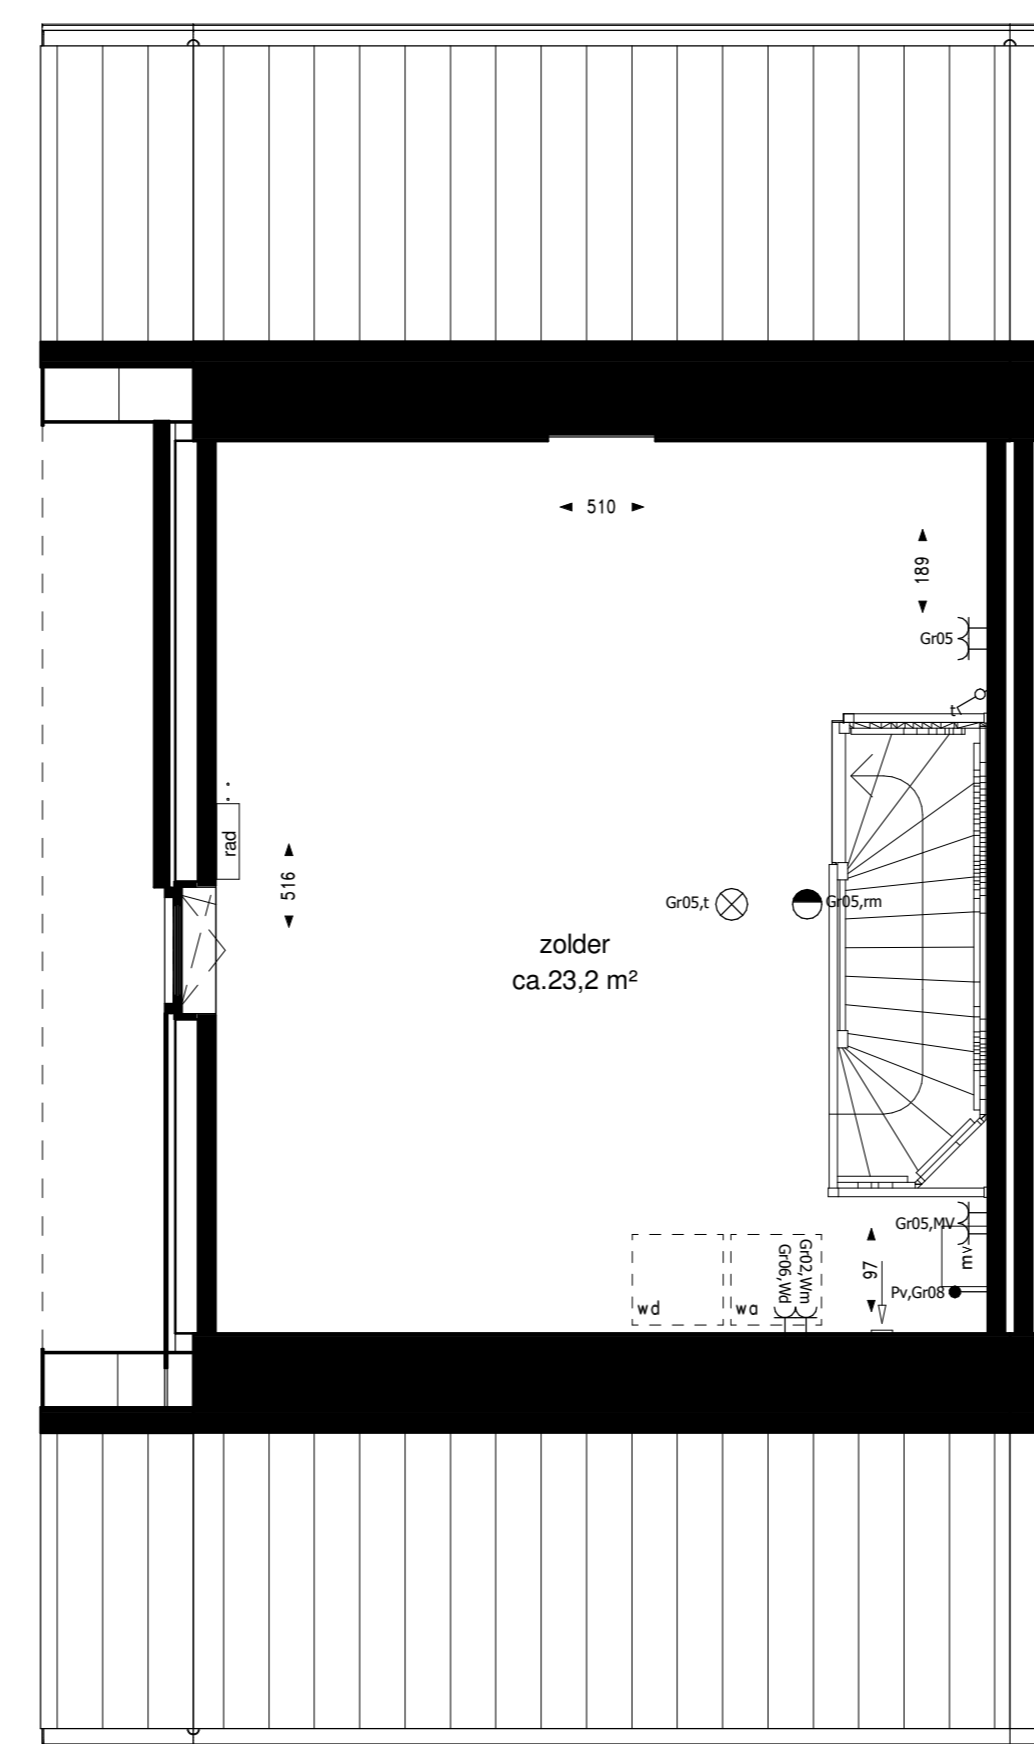 510
189
Gr05
t
rad
516
Gr05,t
Gr05,rm
zolder
ca.23,2 m²
Gr05,MV
mv
97
Pv,Gr08
Gr06,Wd
Gr02,Wm
wd
wa